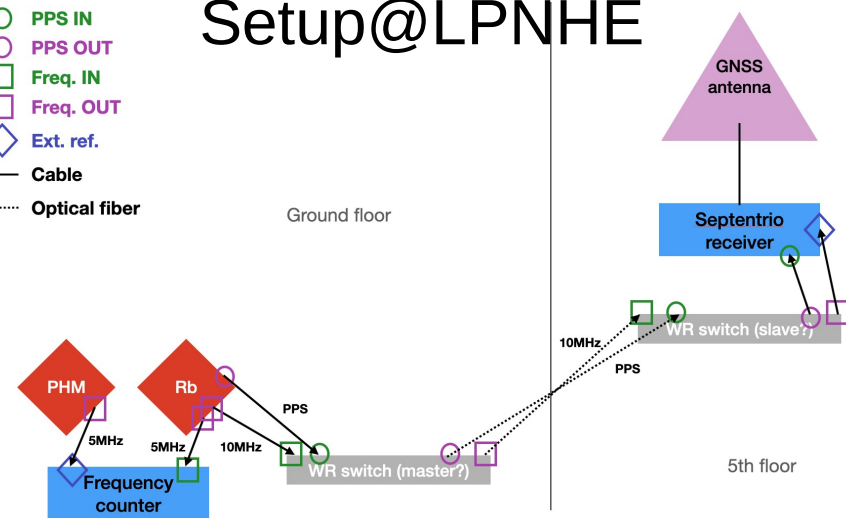 Setup@LPNHE
PPS IN
PPS OUT
Freq. IN
Freq. OUT
Ext. ref.
Cable
Optical fiber
Ground floor
GNSS
antenna
Septentrio
receiver
WR switch (slave?)
10MHz
PPS
5th floor
PHM
Rb
PPS
5MHz
5MHz
10MHz
WR switch (master?)
Frequency
counter